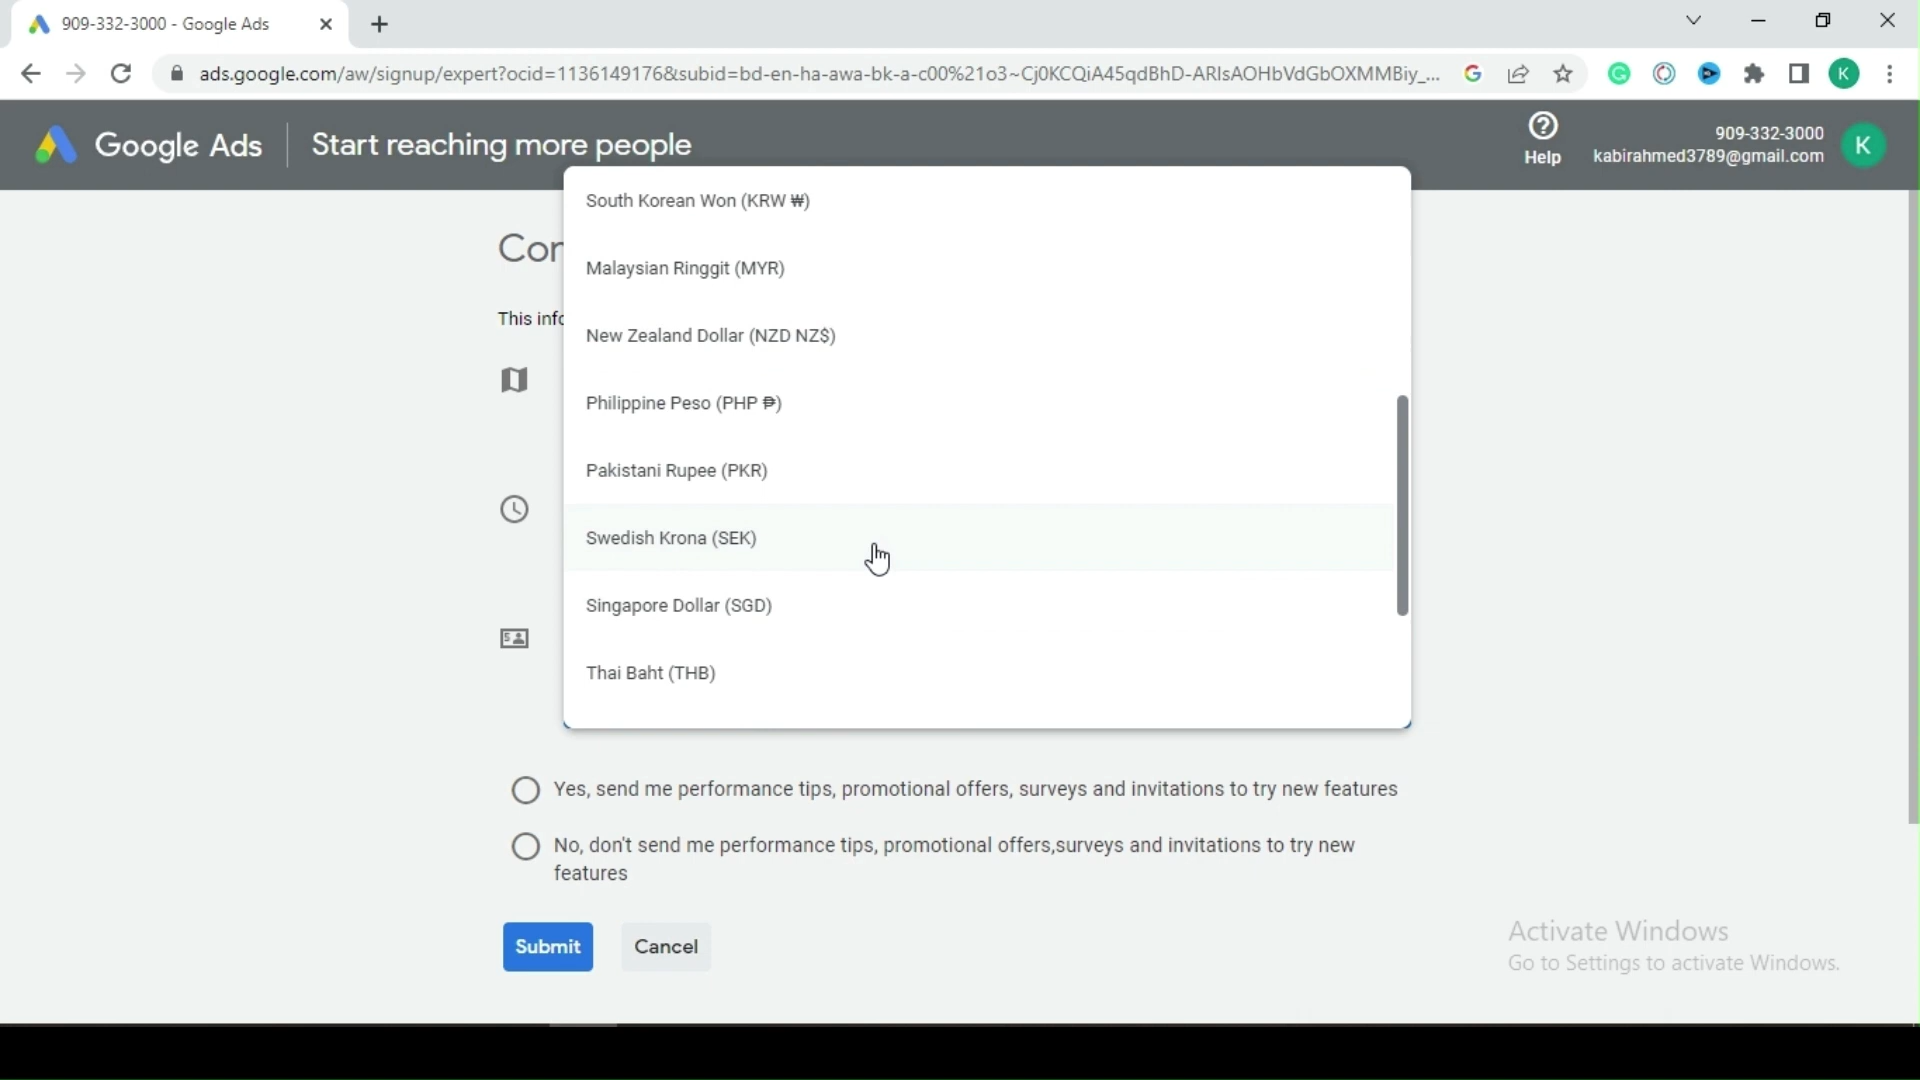 909-332-3000 - Google Ads
ads.google.com/aw/signup/expert?ocid=1136149176&subid=bd-en-ha-awa-bk-a-c00%21o3~Cj0KCQiA45qdBhD-ARIsAOHbVdGbOXMMBiy_...
K
Google Ads
Start reaching more people
Help
909-332-3000
kabirahmed3789@gmail.com
K
Con
This info
South Korean Won (KRW ₩)
Malaysian Ringgit (MYR)
New Zealand Dollar (NZD NZ$)
Philippine Peso (PHP ₱)
Pakistani Rupee (PKR)
Swedish Krona (SEK)
Singapore Dollar (SGD)
Thai Baht (THB)
Yes, send me performance tips, promotional offers, surveys and invitations to try new features
No, don't send me performance tips, promotional offers,surveys and invitations to try new
features
Submit
Cancel
Activate Windows
Go to Settings to activate Windows.